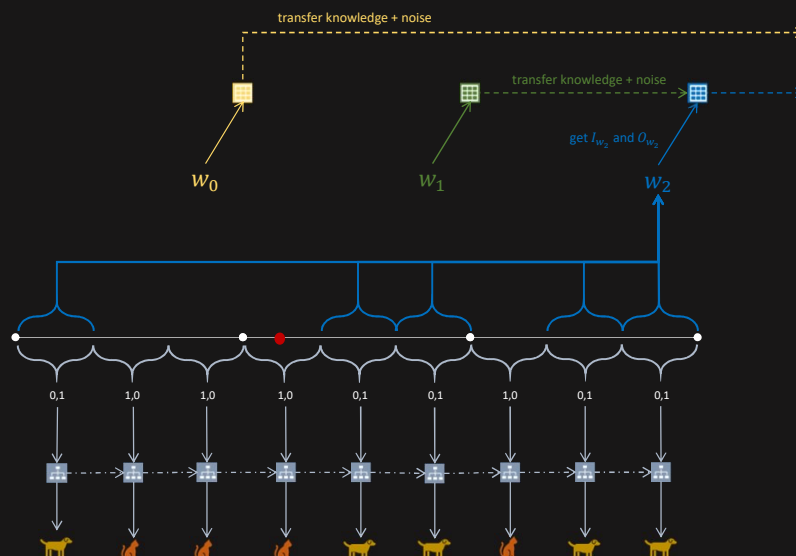 transfer knowledge + noise
transfer knowledge + noise
get I_{w_2} and O_{w_2}
w_0
w_1
w_2
0,1 1,0 1,0 1,0 0,1 0,1 1,0 0,1 0,1